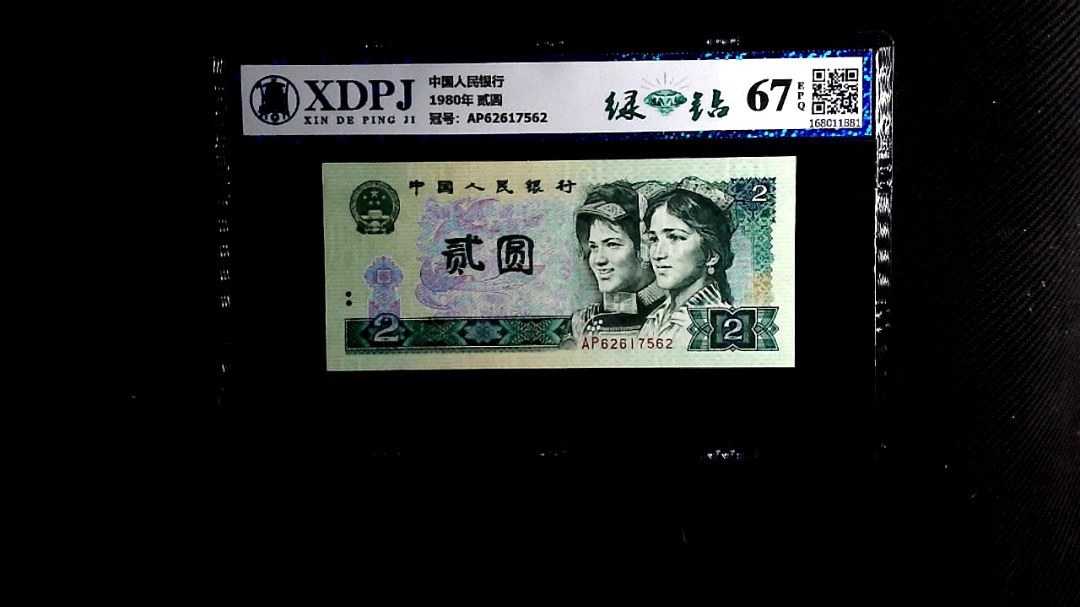 XDPJ
XIN DE PING JI
中国人民银行
1980年 贰圆
冠号：AP62617562
绿钻
67
EPQ
168011881
中国人民银行
2
贰圆
2
2
AP62617562